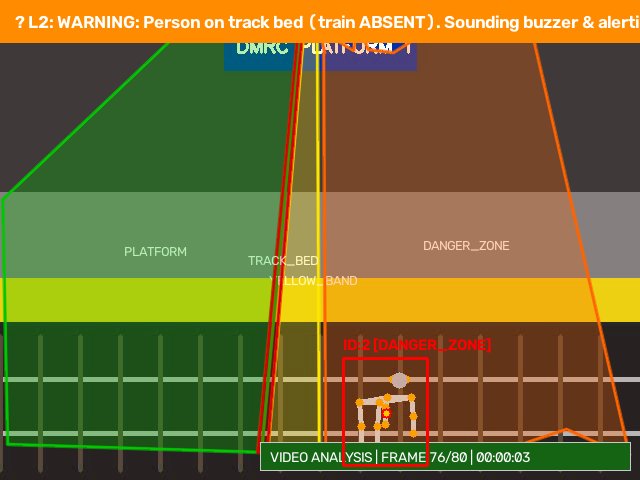 ? L2: WARNING: Person on track bed (train ABSENT). Sounding buzzer & alerti
DMRC PLATFORM 1
PLATFORM
DANGER_ZONE
TRACK_BED
YELLOW_BAND
ID:2 [DANGER_ZONE]
VIDEO ANALYSIS | FRAME 76/80 | 00:00:03